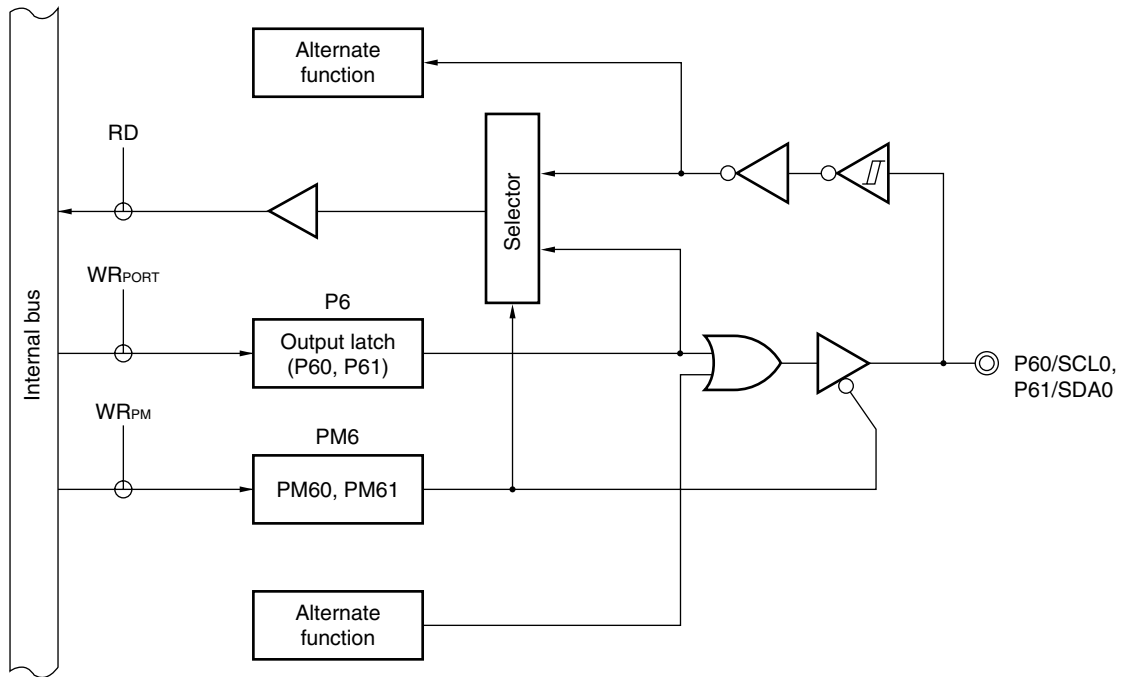 Alternate
function
RD
Selector
WRPORT
P6
Internal bus
Output latch
(P60, P61)
P60/SCL0,
P61/SDA0
WRPM
PM6
PM60, PM61
Alternate
function